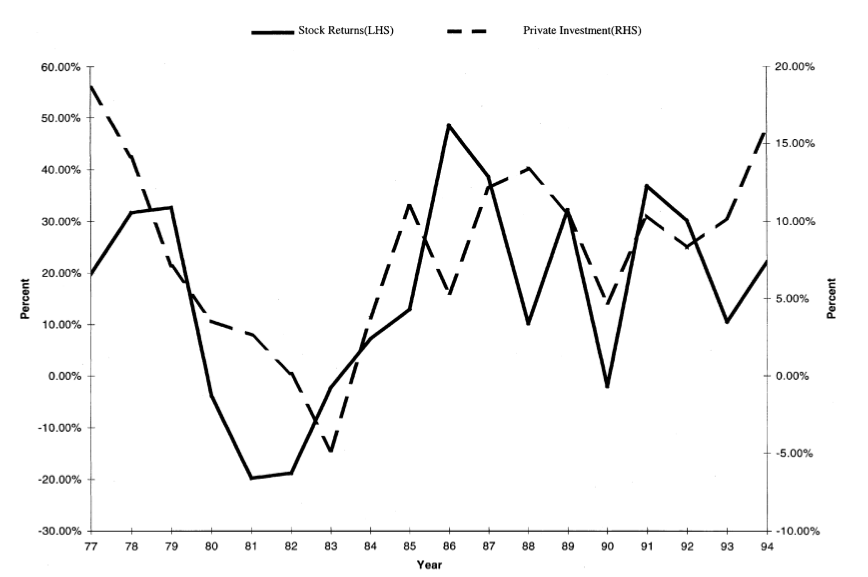 Stock Returns(LHS) Private Investment(RHS)
60.00% 20.00%
50.00%
15.00%
40.00%
30.00% 10.00%
20.00%
5.00%
10.00%
0.00% 0.00%
-10.00%
-5.00%
-20.00%
-30.00% -10.00%
Percent
Percent
77 78 79 80 81 82 83 84 85 86 87 88 89 90 91 92 93 94
Year